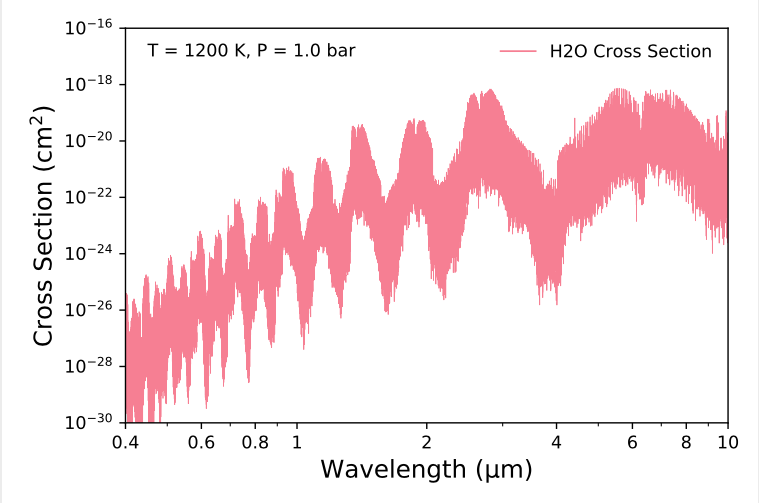 T = 1200 K, P = 1.0 bar
H2O Cross Section
Cross Section (cm²)
10⁻¹⁶
10⁻¹⁸
10⁻²⁰
10⁻²²
10⁻²⁴
10⁻²⁶
10⁻²⁸
10⁻³⁰
0.4 0.6 0.8 1 2 4 6 8 10
Wavelength (μm)